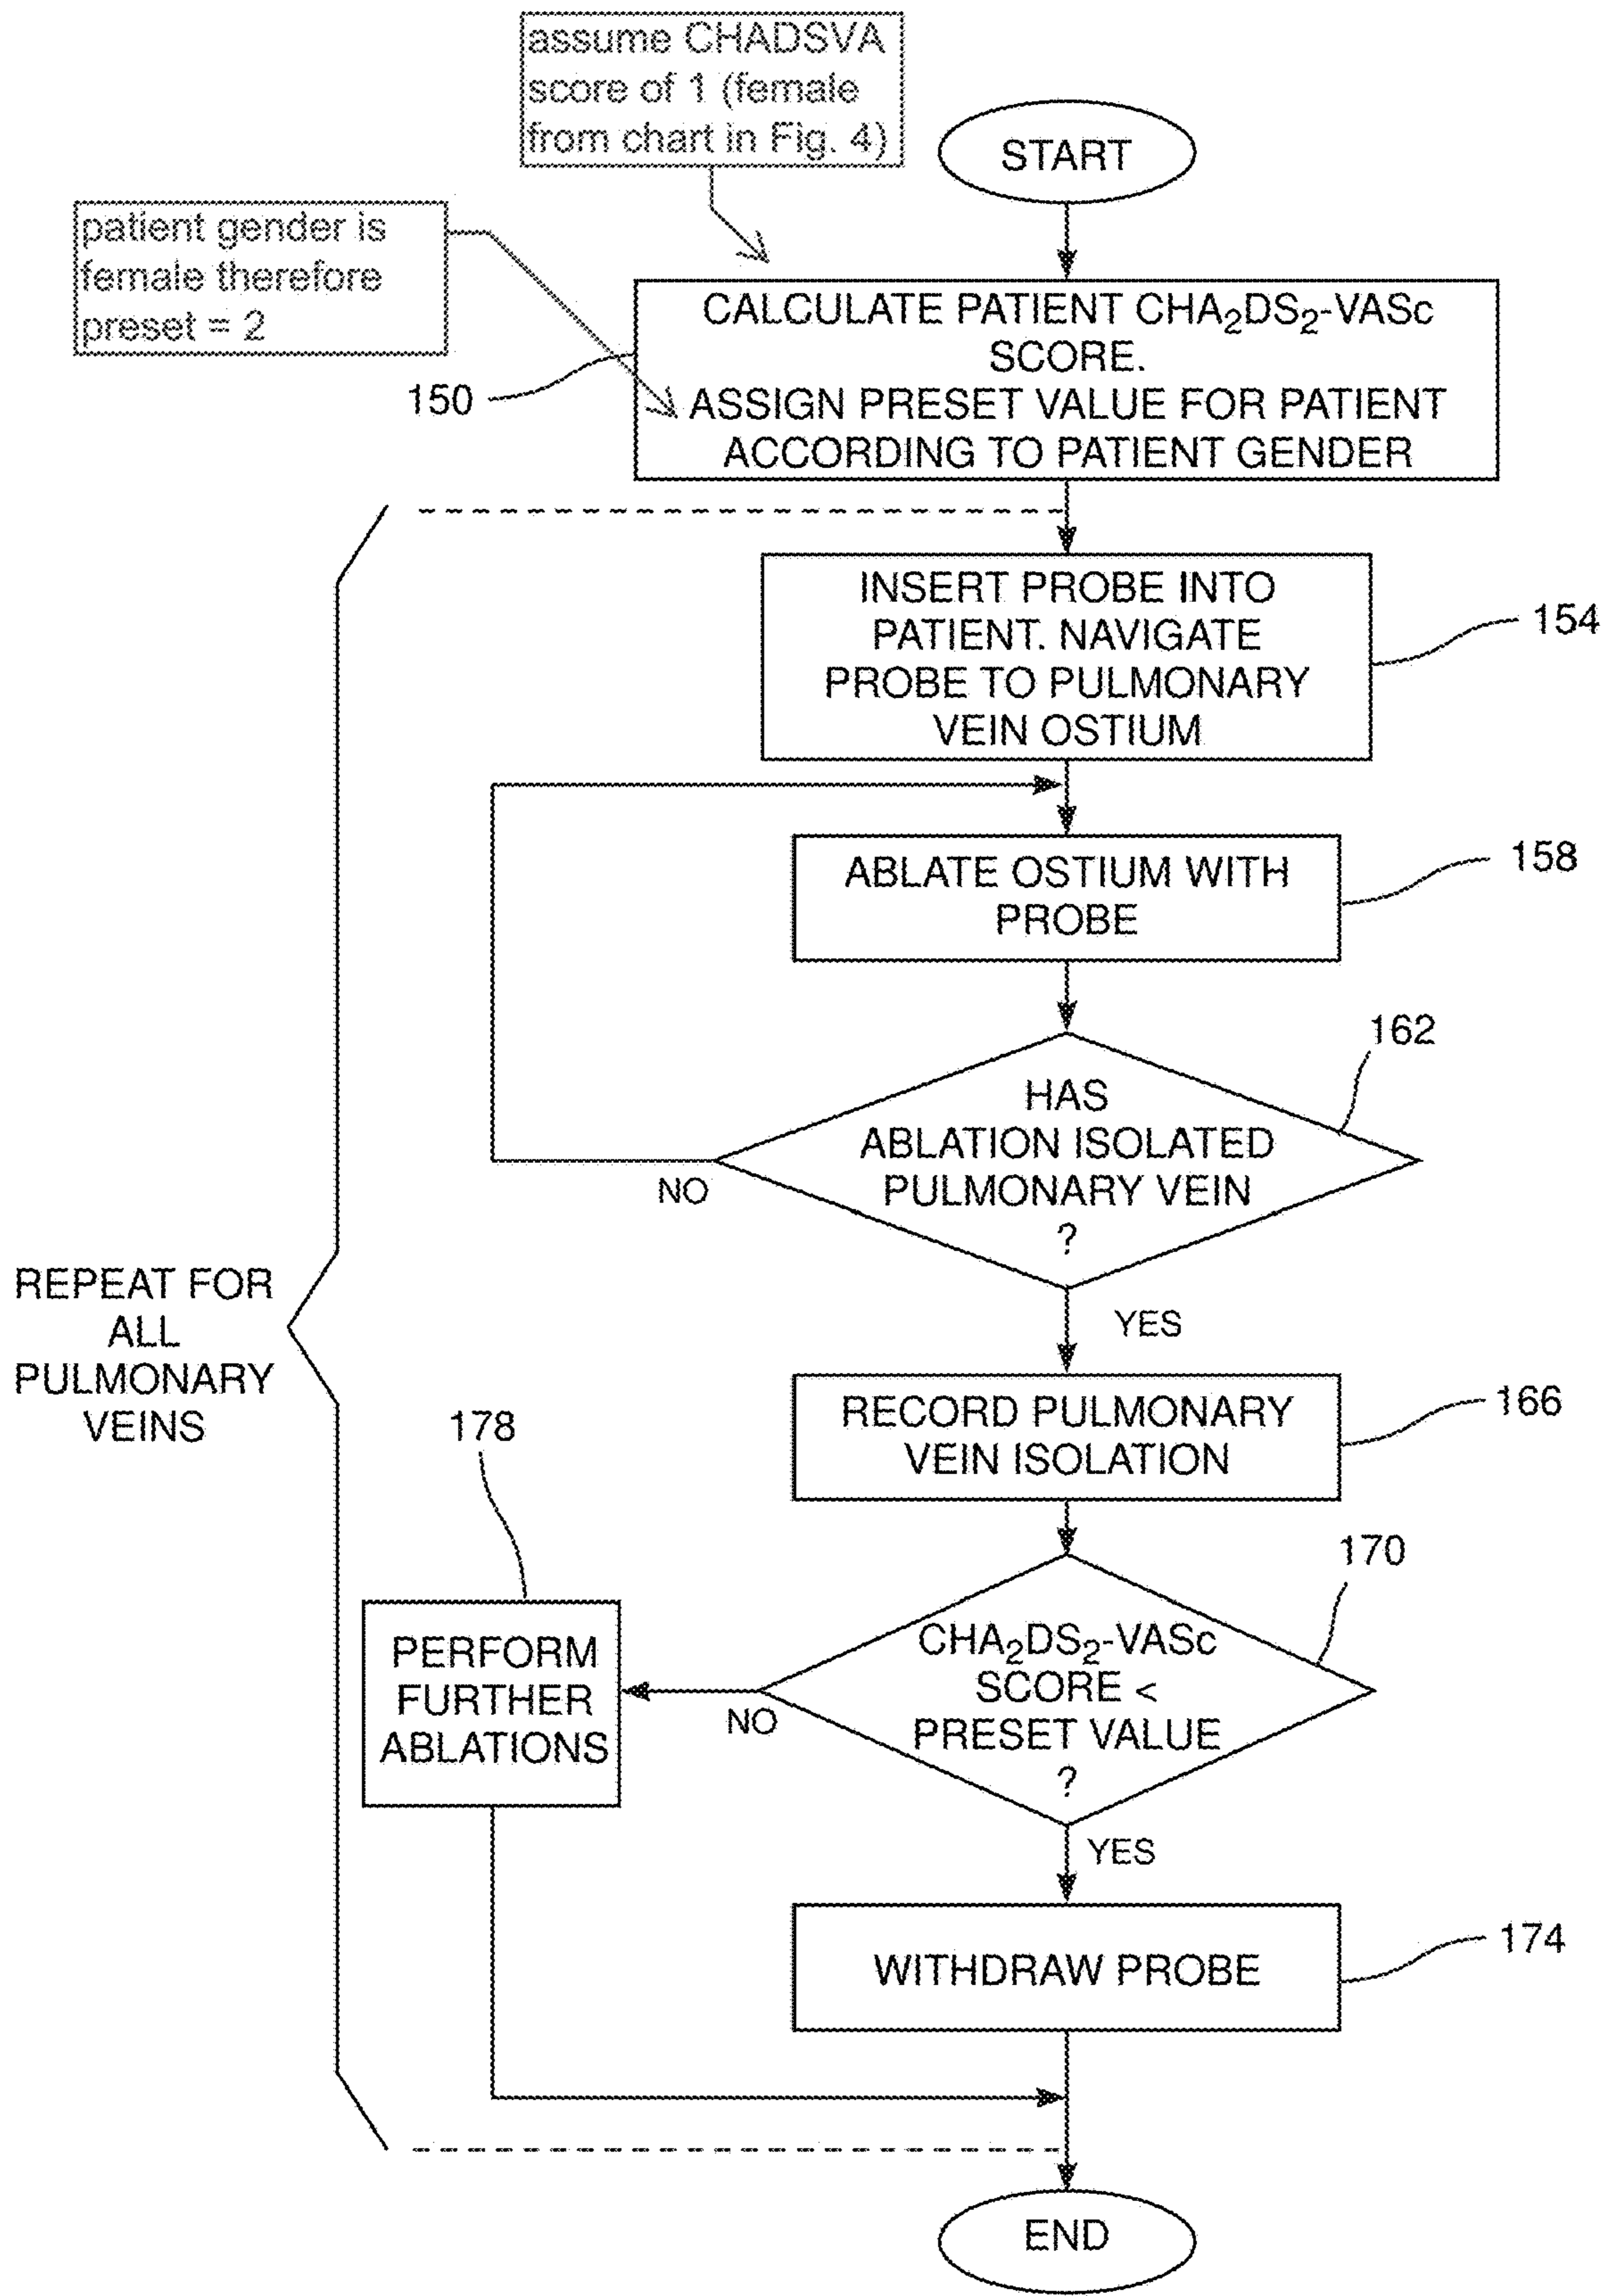 assume CHADSVA
score of 1 (female
from chart in Fig. 4)
START
patient gender is
female therefore
preset = 2
CALCULATE PATIENT CHA₂DS₂-VASc
SCORE.
ASSIGN PRESET VALUE FOR PATIENT
ACCORDING TO PATIENT GENDER
150
INSERT PROBE INTO
PATIENT. NAVIGATE
PROBE TO PULMONARY
VEIN OSTIUM
154
ABLATE OSTIUM WITH
PROBE
158
162
HAS
ABLATION ISOLATED
PULMONARY VEIN
?
NO
YES
REPEAT FOR
ALL
PULMONARY
VEINS
RECORD PULMONARY
VEIN ISOLATION
166
178
170
CHA₂DS₂-VASc
SCORE <
PRESET VALUE
?
NO
PERFORM
FURTHER
ABLATIONS
YES
WITHDRAW PROBE
174
END